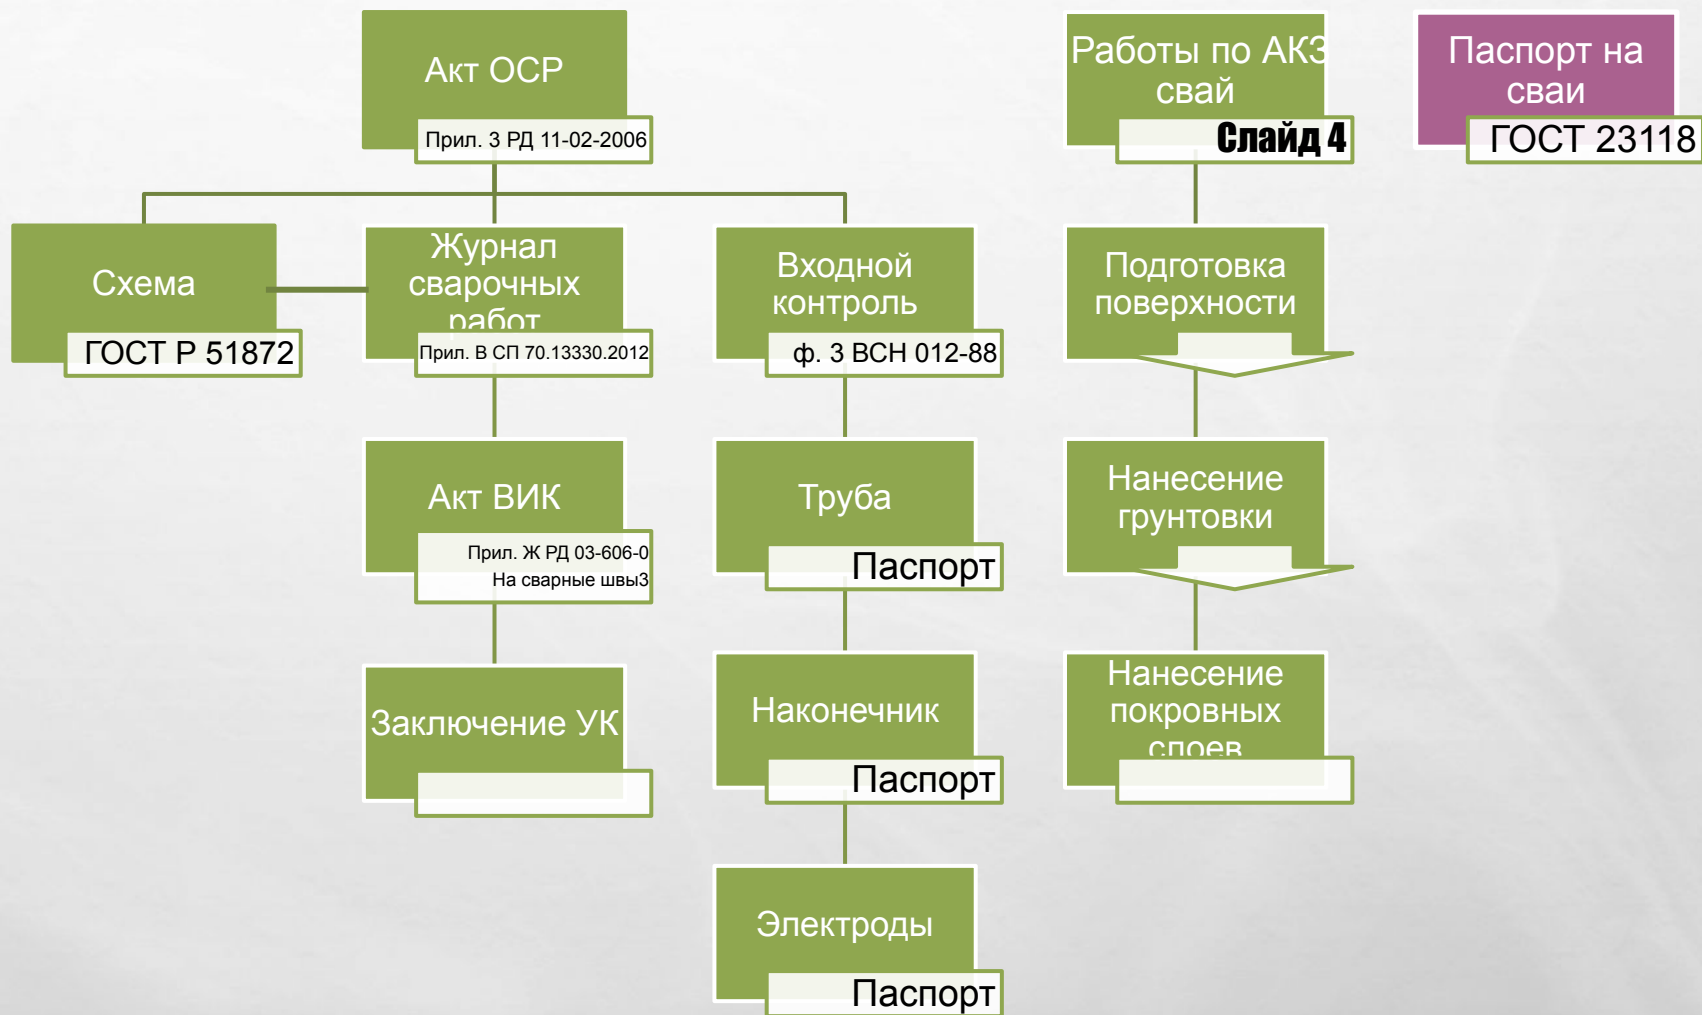 Акт ОСР
Прил. 3 РД 11-02-2006
Работы по АКЗ
свай
Слайд 4
Паспорт на
сваи
ГОСТ 23118
Схема
ГОСТ Р 51872
Журнал
сварочных
работ
Прил. В СП 70.13330.2012
Входной
контроль
ф. 3 ВСН 012-88
Подготовка
поверхности
Акт ВИК
Прил. Ж РД 03-606-0
На сварные швы3
Труба
Паспорт
Нанесение
грунтовки
Заключение УК
Наконечник
Паспорт
Нанесение
покровных
слоев
Электроды
Паспорт